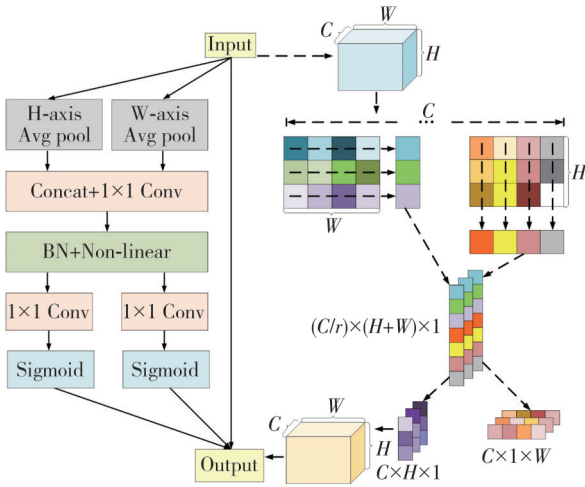 Input
C
W
H
H-axis
Avg pool
W-axis
Avg pool
C
...
W
H
Concat+1×1 Conv
BN+Non-linear
1×1 Conv
1×1 Conv
Sigmoid
Sigmoid
(C/r)×(H+W)×1
C
W
H
Output
C×H×1
C×1×W